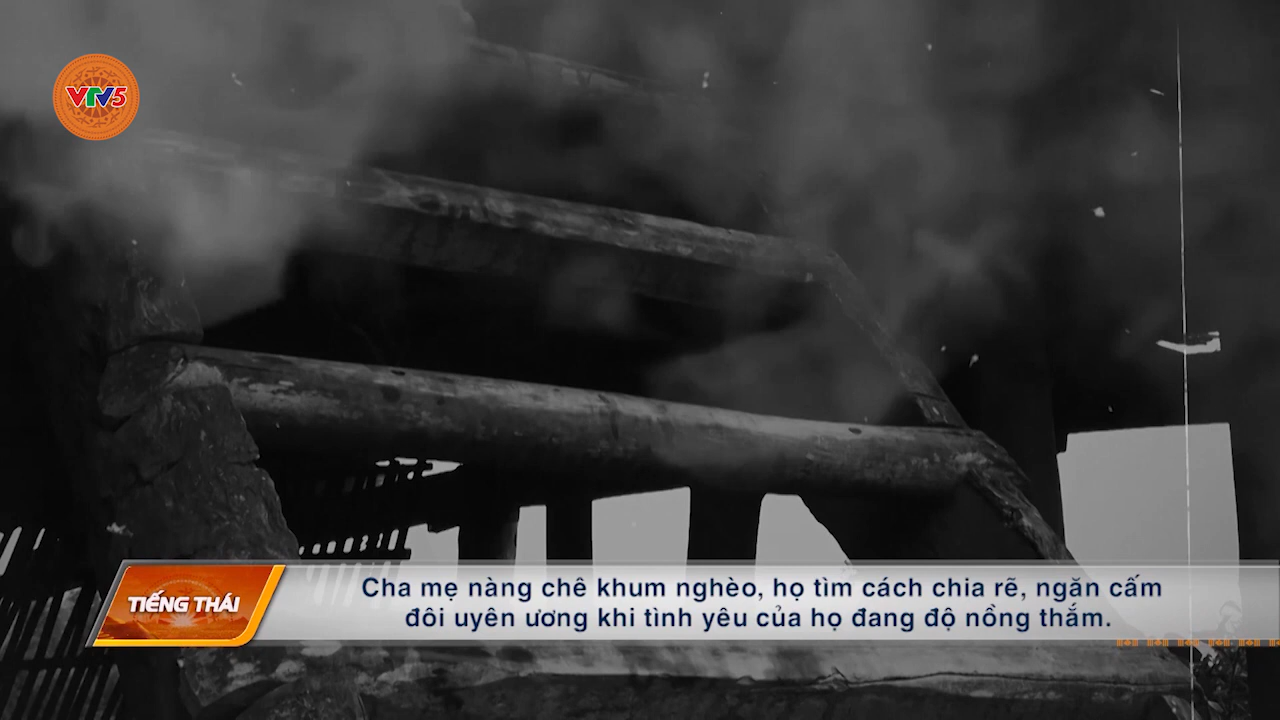 VTV5
TIẾNG THÁI
Cha mẹ nàng chê khum nghèo, họ tìm cách chia rẽ, ngăn cấm
đôi uyên ương khi tình yêu của họ đang độ nồng thắm.